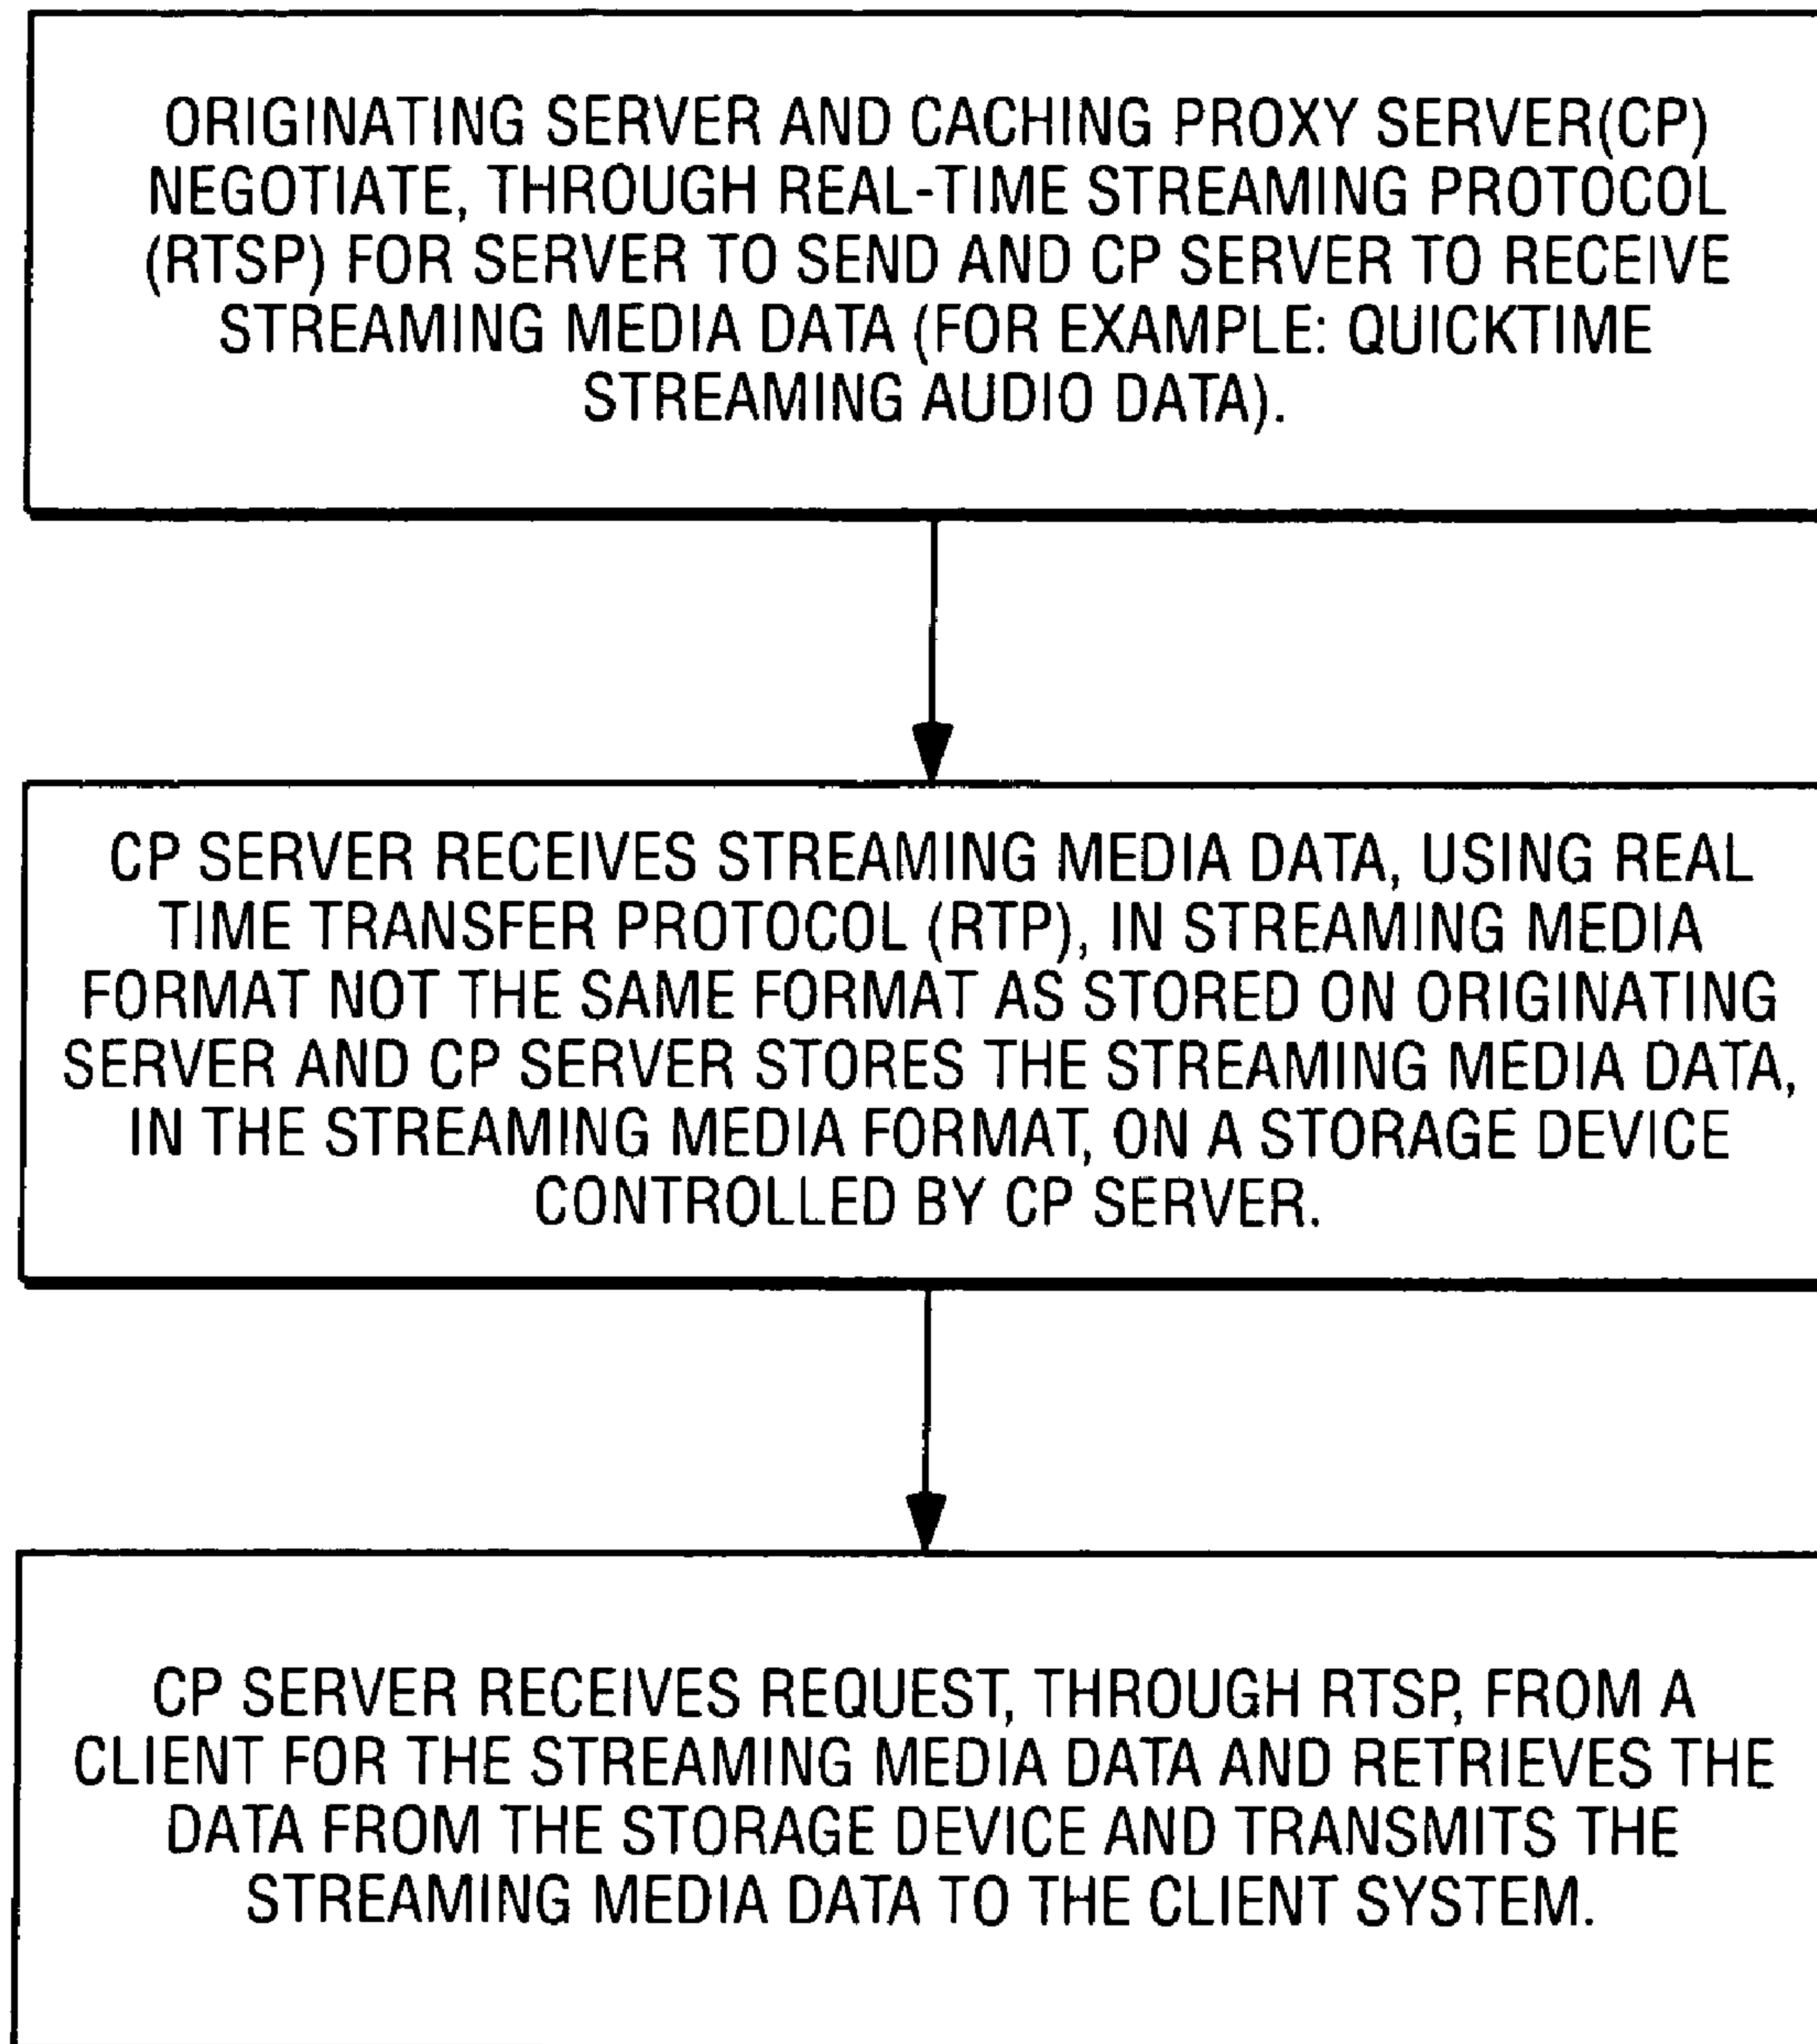 ORIGINATING SERVER AND CACHING PROXY SERVER(CP)
NEGOTIATE, THROUGH REAL-TIME STREAMING PROTOCOL
(RTSP) FOR SERVER TO SEND AND CP SERVER TO RECEIVE
STREAMING MEDIA DATA (FOR EXAMPLE: QUICKTIME
STREAMING AUDIO DATA).
CP SERVER RECEIVES STREAMING MEDIA DATA, USING REAL
TIME TRANSFER PROTOCOL (RTP), IN STREAMING MEDIA
FORMAT NOT THE SAME FORMAT AS STORED ON ORIGINATING
SERVER AND CP SERVER STORES THE STREAMING MEDIA DATA,
IN THE STREAMING MEDIA FORMAT, ON A STORAGE DEVICE
CONTROLLED BY CP SERVER.
CP SERVER RECEIVES REQUEST, THROUGH RTSP, FROM A
CLIENT FOR THE STREAMING MEDIA DATA AND RETRIEVES THE
DATA FROM THE STORAGE DEVICE AND TRANSMITS THE
STREAMING MEDIA DATA TO THE CLIENT SYSTEM.